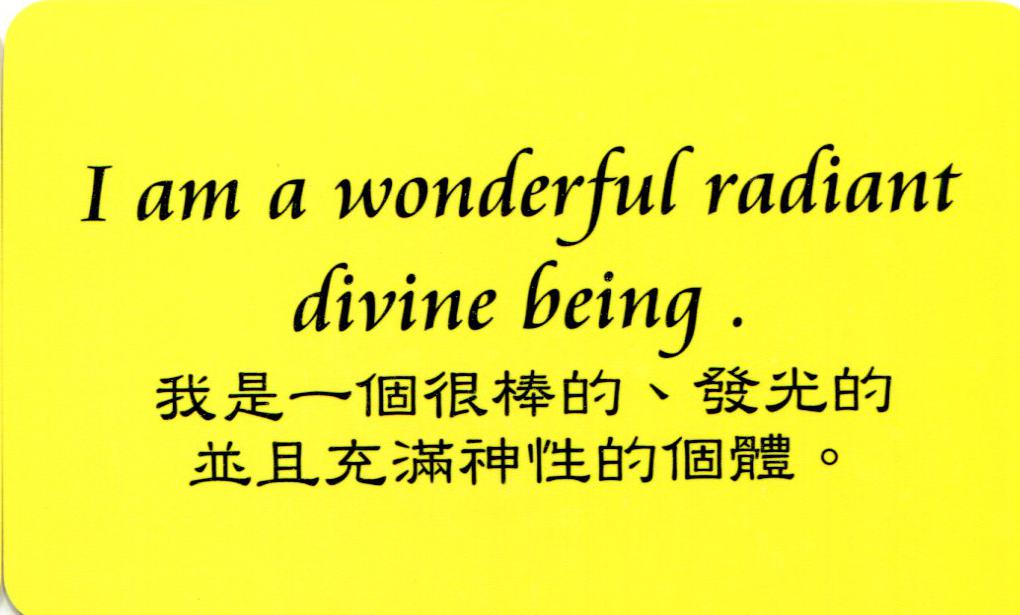 I am a wonderful radiant
divine being .
我是一個很棒的、發光的
並且充滿神性的個體。